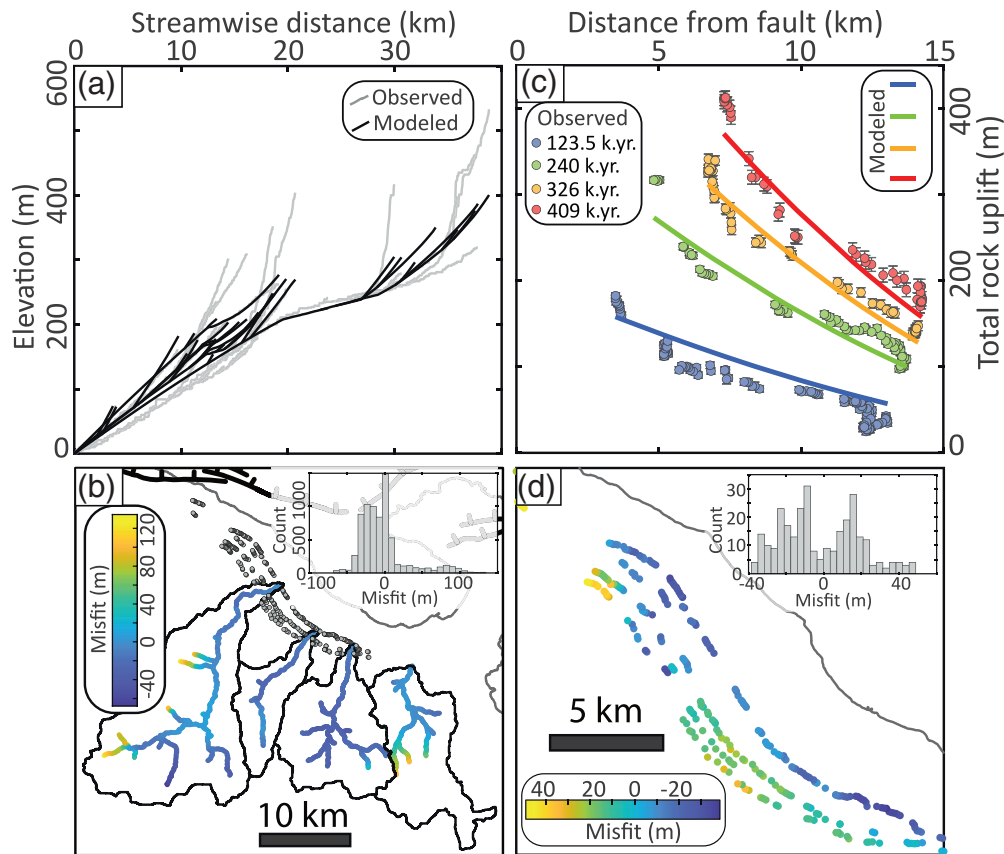 Streamwise distance (km)
0 10 20 30
(a)
Observed
Modeled
Elevation (m)
600
400
200
0
Distance from fault (km)
0 5 10 15
(c)
Observed
123.5 k.yr.
240 k.yr.
326 k.yr.
409 k.yr.
Modeled
Total rock uplift (m)
400
200
0
(b)
Misfit (m)
120
80
40
0
-40
Count
1000
500
0
-100 0 100
Misfit (m)
10 km
(d)
Count
30
15
0
-40 0 40
Misfit (m)
5 km
40 20 0 -20
Misfit (m)